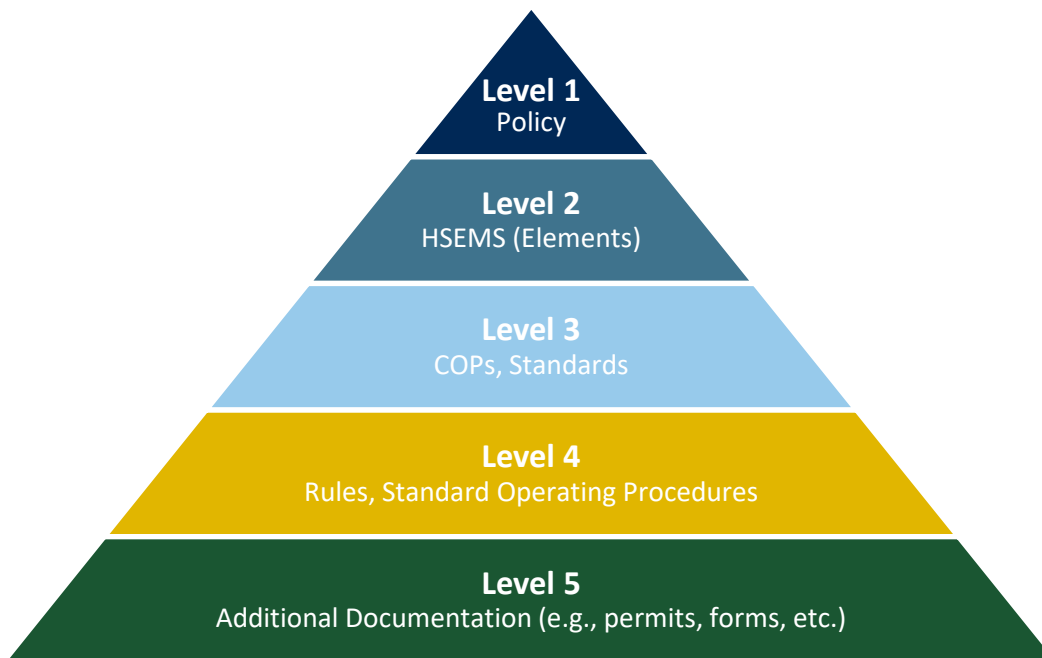 Level 1
Policy
Level 2
HSEMS (Elements)
Level 3
COPs, Standards
Level 4
Rules, Standard Operating Procedures
Level 5
Additional Documentation (e.g., permits, forms, etc.)